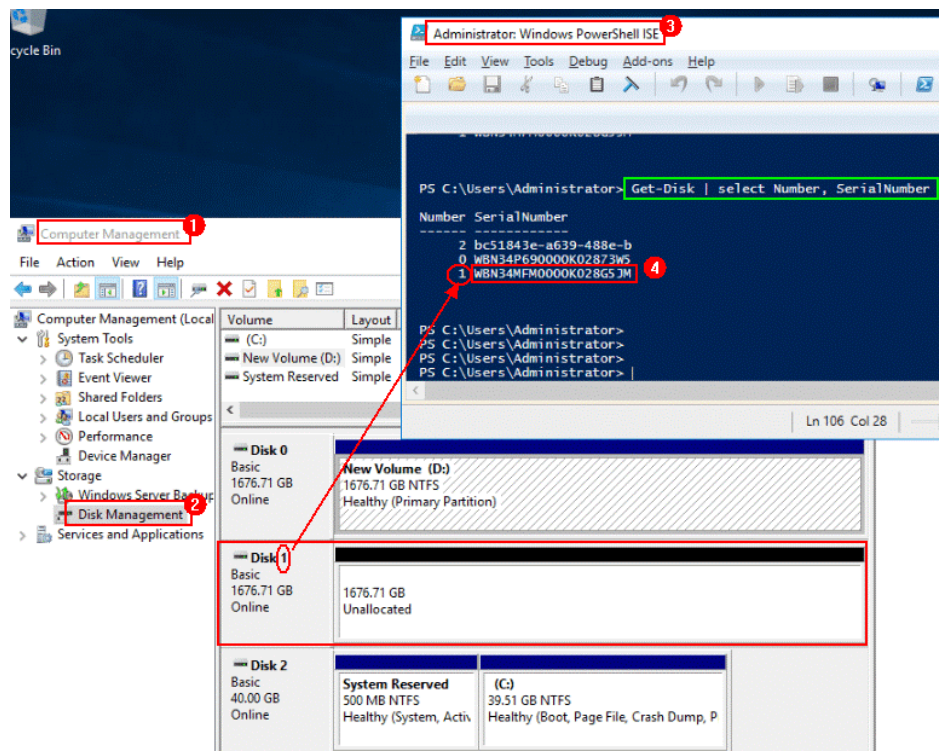 cycle Bin
Administrator: Windows PowerShell ISE
3
File Edit View Tools Debug Add-ons Help
PS C:\Users\Administrator> Get-Disk | select Number, SerialNumber
Number SerialNumber
------ ------------
2 bc51843e-a639-488e-b
0 WBN34P690000K02873W5
1 WBN34MFM0000K028G5JM
4
PS C:\Users\Administrator>
PS C:\Users\Administrator>
PS C:\Users\Administrator>
PS C:\Users\Administrator>
Ln 106 Col 28
Computer Management
1
File Action View Help
Computer Management (Local
System Tools
Task Scheduler
Event Viewer
Shared Folders
Local Users and Groups
Performance
Device Manager
Storage
Windows Server Backup
Disk Management
2
Services and Applications
Volume Layout
(C:) Simple
New Volume (D:) Simple
System Reserved Simple
Disk 0
Basic
1676.71 GB
Online
New Volume (D:)
1676.71 GB NTFS
Healthy (Primary Partition)
Disk 1
Basic
1676.71 GB
Online
1676.71 GB
Unallocated
Disk 2
Basic
40.00 GB
Online
System Reserved
500 MB NTFS
Healthy (System, Activ
(C:)
39.51 GB NTFS
Healthy (Boot, Page File, Crash Dump, P